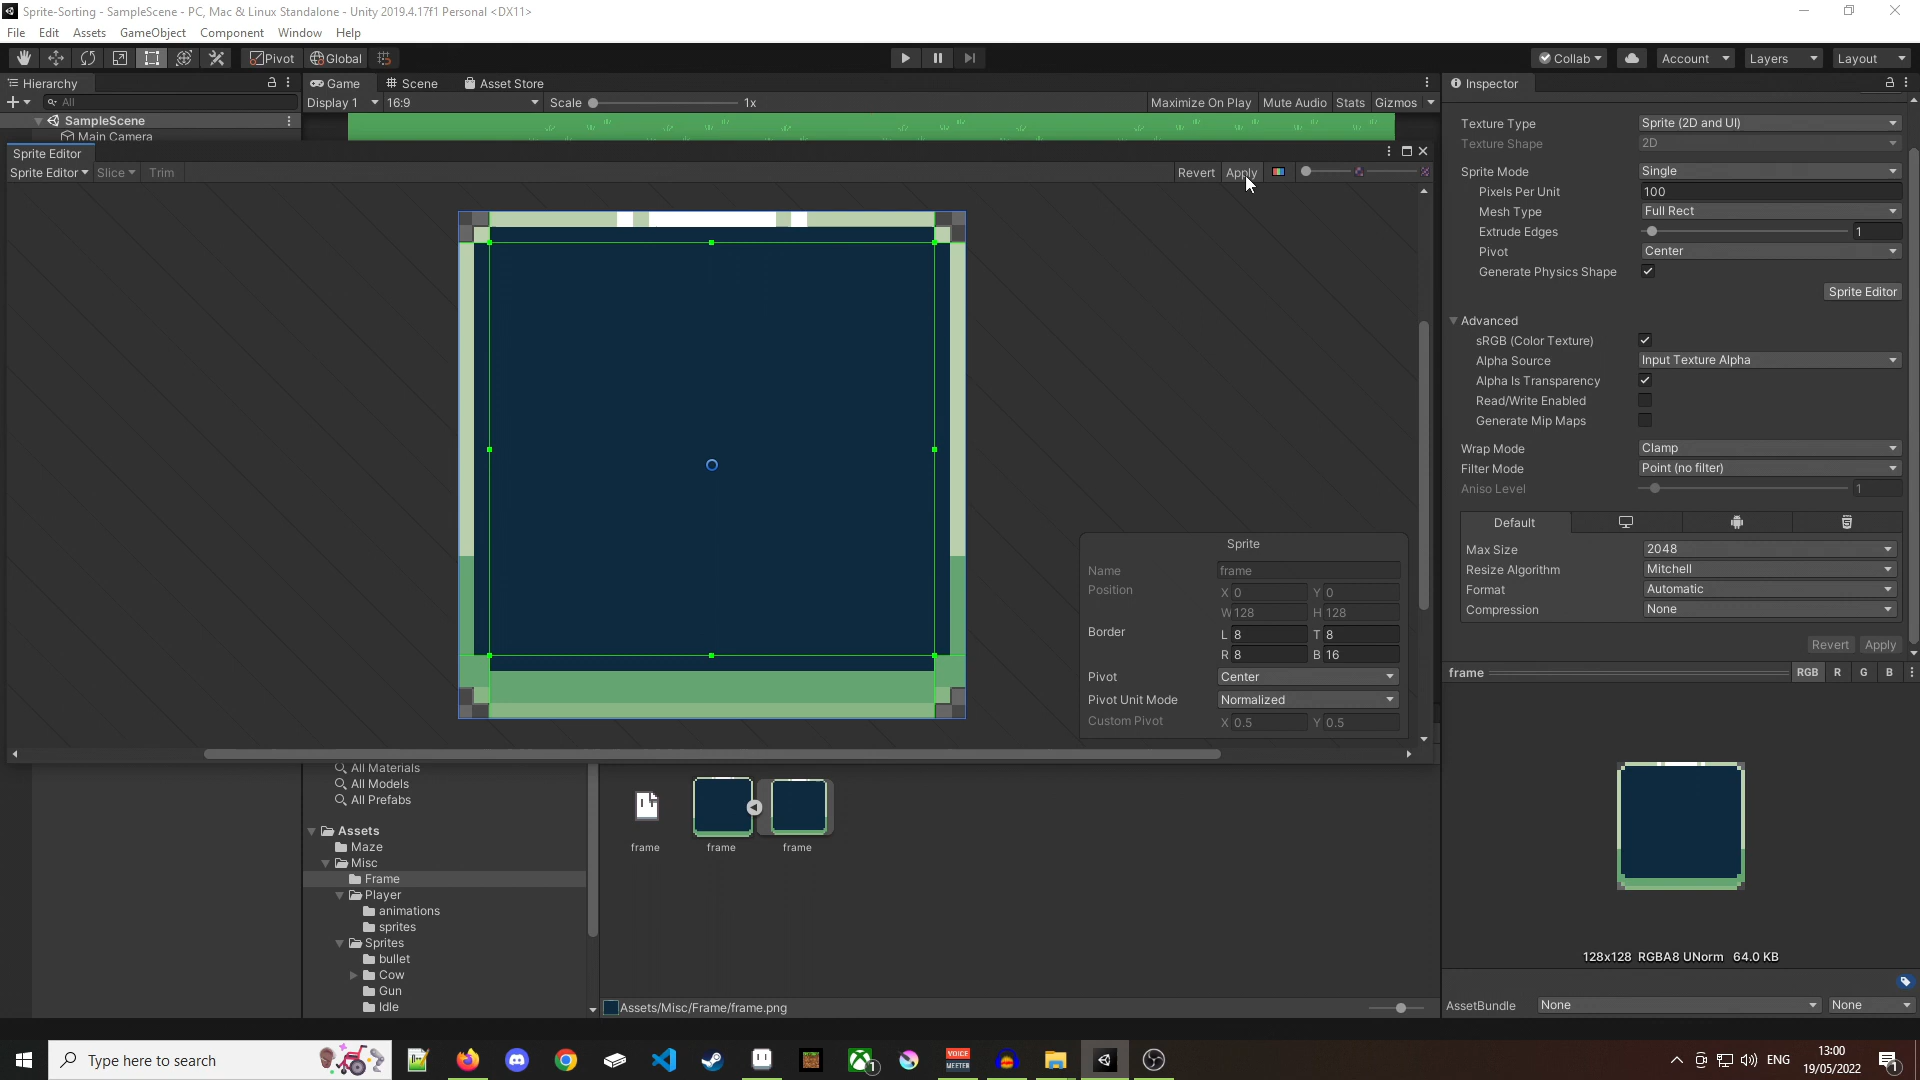 Sprite-Sorting - SampleScene - PC, Mac & Linux Standalone - Unity 2019.4.17f1 Personal <DX11>
File Edit Assets GameObject Component Window Help
Pivot Global Collab Account Layers Layout
Hierarchy Game Scene Asset Store Inspector
All Display 1 16:9 Scale 1x Maximize On Play Mute Audio Stats Gizmos
SampleScene
Main Camera
Sprite Editor
Sprite Editor Slice Trim Revert Apply
Texture Type Sprite (2D and UI)
Texture Shape 2D
Sprite Mode Single
Pixels Per Unit 100
Mesh Type Full Rect
Extrude Edges 1
Pivot Center
Generate Physics Shape
Sprite Editor
Advanced
sRGB (Color Texture)
Alpha Source Input Texture Alpha
Alpha Is Transparency
Read/Write Enabled
Generate Mip Maps
Wrap Mode Clamp
Filter Mode Point (no filter)
Aniso Level 1
Default
Max Size 2048
Resize Algorithm Mitchell
Format Automatic
Compression None
Revert Apply
Sprite
Name frame
Position X 0 Y 0
W 128 H 128
Border L 8 T 8
R 8 B 16
Pivot Center
Pivot Unit Mode Normalized
Custom Pivot X 0.5 Y 0.5
frame RGB R G B
All Materials
All Models
All Prefabs
Assets
Maze
Misc
Frame
Player
animations
sprites
Sprites
bullet
Cow
Gun
Idle
frame frame frame
Assets/Misc/Frame/frame.png
128x128 RGBA8 UNorm 64.0 KB
AssetBundle None None
Type here to search
VOICE
MEETER
1
ENG
13:00
19/05/2022
1